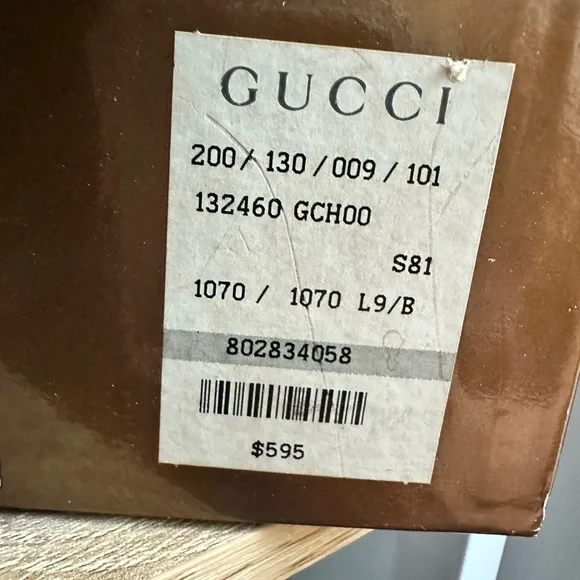 GUCCI
200/ 130 / 009 / 101
132460 GCH00
S81
1070 / 1070 L9/B
802834058
$595